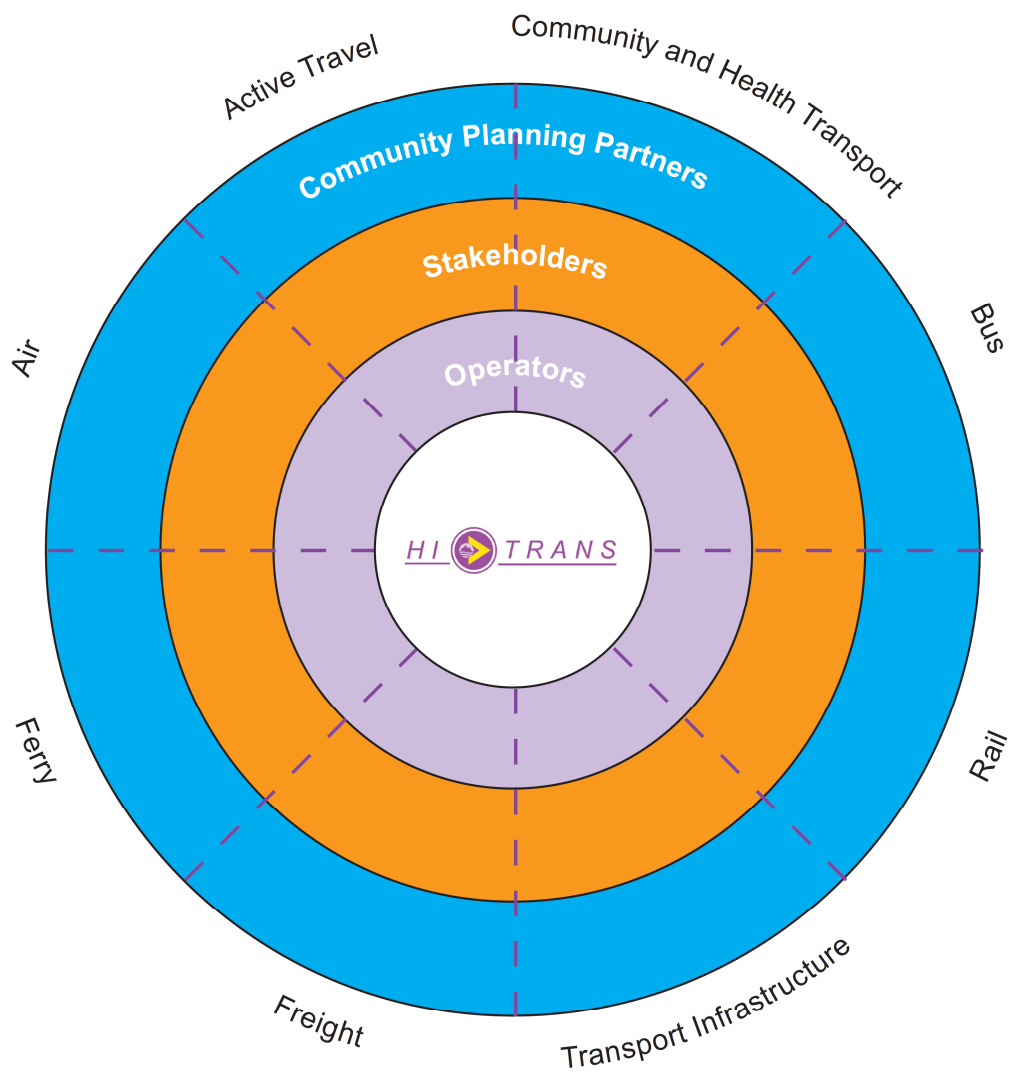 Active Travel
Community and Health Transport
Community Planning Partners
Stakeholders
Operators
Air
Bus
HI TRANS
Ferry
Rail
Freight
Transport Infrastructure